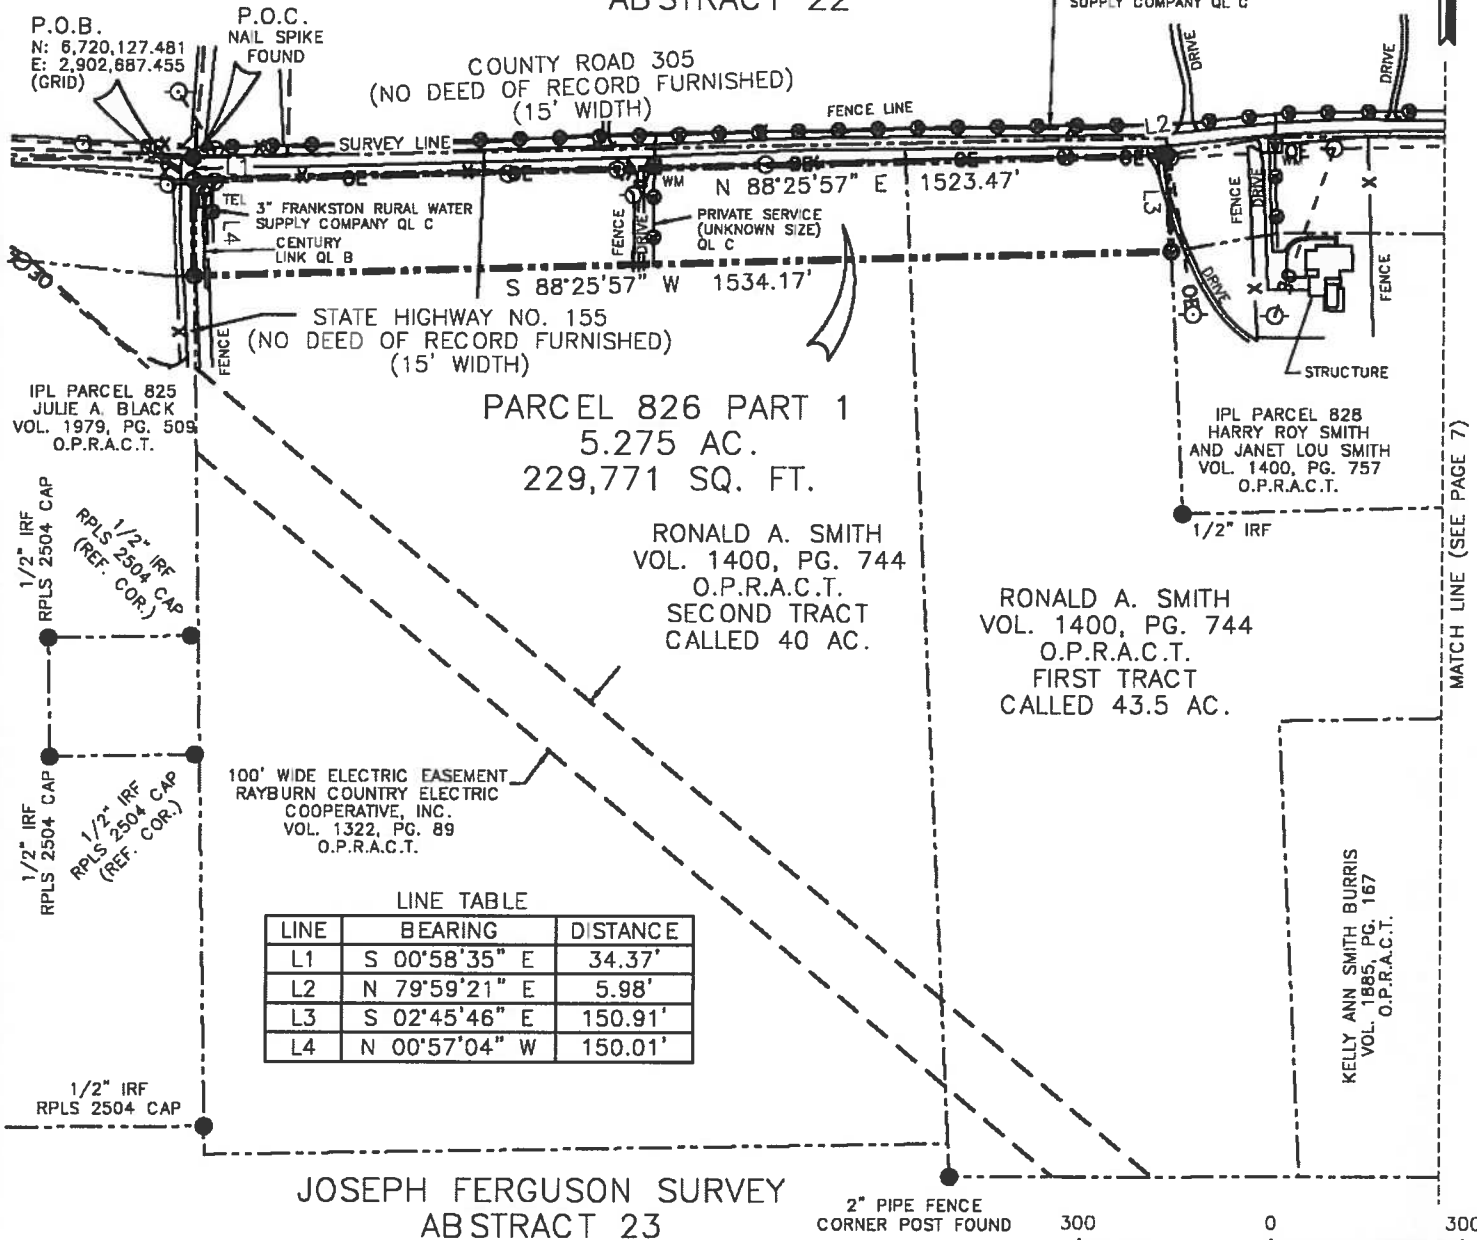 ABSTRACT 22
SUPPLY COMPANY QL C
P.O.B.
N: 6,720,127.481
E: 2,902,687.455
(GRID)
P.O.C.
NAIL SPIKE
FOUND
COUNTY ROAD 305
(NO DEED OF RECORD FURNISHED)
(15' WIDTH)
FENCE LINE
DRIVE
DRIVE
SURVEY LINE
L2
L1
OE
OE
OE
OE
OE
WM
N 88°25'57" E 1523.47'
TEL
L4
3" FRANKSTON RURAL WATER
SUPPLY COMPANY QL C
CENTURY
LINK QL B
FENCE
DRIVE
PRIVATE SERVICE
(UNKNOWN SIZE)
QL C
L3
FENCE
DRIVE
DRIVE
FENCE
OE
S 88°25'57" W 1534.17'
STATE HIGHWAY NO. 155
(NO DEED OF RECORD FURNISHED)
(15' WIDTH)
FENCE
STRUCTURE
IPL PARCEL 825
JULIE A. BLACK
VOL. 1979, PG. 509
O.P.R.A.C.T.
PARCEL 826 PART 1
5.275 AC.
229,771 SQ. FT.
IPL PARCEL 828
HARRY ROY SMITH
AND JANET LOU SMITH
VOL. 1400, PG. 757
O.P.R.A.C.T.
1/2" IRF
MATCH LINE (SEE PAGE 7)
1/2" IRF
RPLS 2504 CAP
1/2" IRF
RPLS 2504 CAP
(REF. COR.)
RONALD A. SMITH
VOL. 1400, PG. 744
O.P.R.A.C.T.
SECOND TRACT
CALLED 40 AC.
RONALD A. SMITH
VOL. 1400, PG. 744
O.P.R.A.C.T.
FIRST TRACT
CALLED 43.5 AC.
1/2" IRF
RPLS 2504 CAP
1/2" IRF
RPLS 2504 CAP
(REF. COR.)
100' WIDE ELECTRIC EASEMENT
RAYBURN COUNTRY ELECTRIC
COOPERATIVE, INC.
VOL. 1322, PG. 89
O.P.R.A.C.T.
KELLY ANN SMITH BURRIS
VOL. 1885, PG. 167
O.P.R.A.C.T.
LINE TABLE
LINE BEARING DISTANCE
L1 S 00°58'35" E 34.37'
L2 N 79°59'21" E 5.98'
L3 S 02°45'46" E 150.91'
L4 N 00°57'04" W 150.01'
1/2" IRF
RPLS 2504 CAP
JOSEPH FERGUSON SURVEY
ABSTRACT 23
2" PIPE FENCE
CORNER POST FOUND
300 0 300